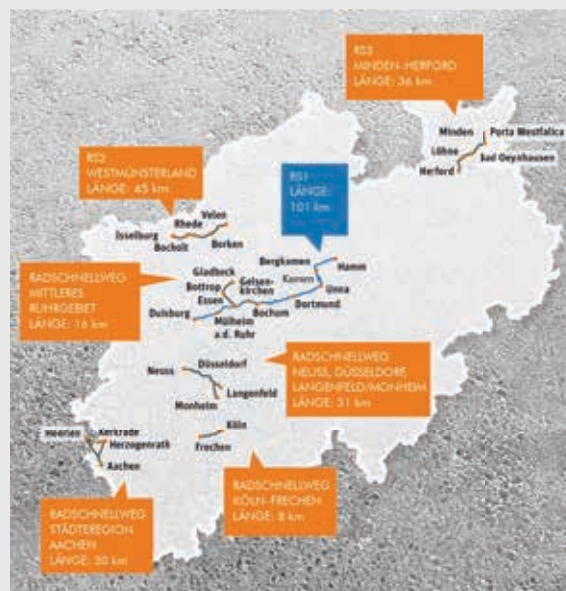 RS3
MINDEN-HERFORD
LÄNGE: 36 km
Minden
Porta Westfalica
Löhne
Bad Oeynhausen
Herford
RS2
WESTMÜNSTERLAND
LÄNGE: 45 km
RS1
LÄNGE:
101 km
Velen
Rhede
Isselburg
Bocholt
Borken
Bergkamen
Hamm
Gladbeck
Gelsen-
kirchen
Kamen
Bottrop
Unna
Essen
Dortmund
Duisburg
Bochum
Mülheim
a.d. Ruhr
RADSCHNELLWEG
MITTLERES
RUHRGEBIET
LÄNGE: 16 km
Düsseldorf
Neuss
Langenfeld
Monheim
RADSCHNELLWEG
NEUSS, DÜSSELDORF
LANGENFELD/MONHEIM
LÄNGE: 31 km
Köln
Frechen
Heerlen
Kerkrade
Herzogenrath
Aachen
RADSCHNELLWEG
KÖLN-FRECHEN
LÄNGE: 8 km
RADSCHNELLWEG
STÄDTEREGION
AACHEN
LÄNGE: 30 km